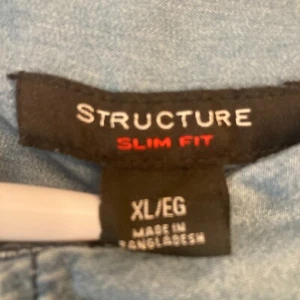 STRUCTURE
SLIM FIT
XL/EG
MADE IN
BANGLADESH